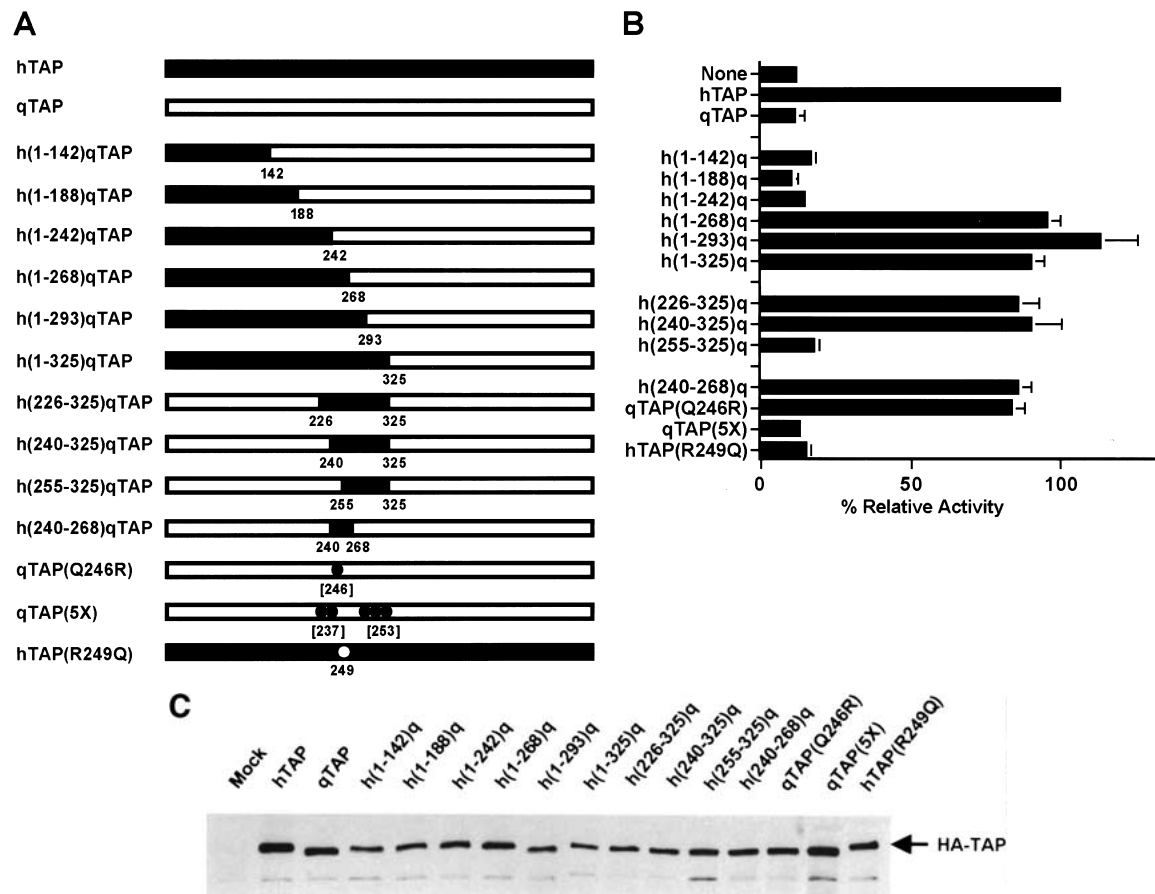 A
hTAP
qTAP
h(1-142)qTAP
142
h(1-188)qTAP
188
h(1-242)qTAP
242
h(1-268)qTAP
268
h(1-293)qTAP
293
h(1-325)qTAP
325
h(226-325)qTAP
226 325
h(240-325)qTAP
240 325
h(255-325)qTAP
255 325
h(240-268)qTAP
240 268
qTAP(Q246R)
[246]
qTAP(5X)
[237] [253]
hTAP(R249Q)
249
B
None
hTAP
qTAP
h(1-142)q
h(1-188)q
h(1-242)q
h(1-268)q
h(1-293)q
h(1-325)q
h(226-325)q
h(240-325)q
h(255-325)q
h(240-268)q
qTAP(Q246R)
qTAP(5X)
hTAP(R249Q)
0 50 100
% Relative Activity
C
Mock
hTAP
qTAP
h(1-142)q
h(1-188)q
h(1-242)q
h(1-268)q
h(1-293)q
h(1-325)q
h(226-325)q
h(240-325)q
h(255-325)q
h(240-268)q
qTAP(Q246R)
qTAP(5X)
hTAP(R249Q)
HA-TAP